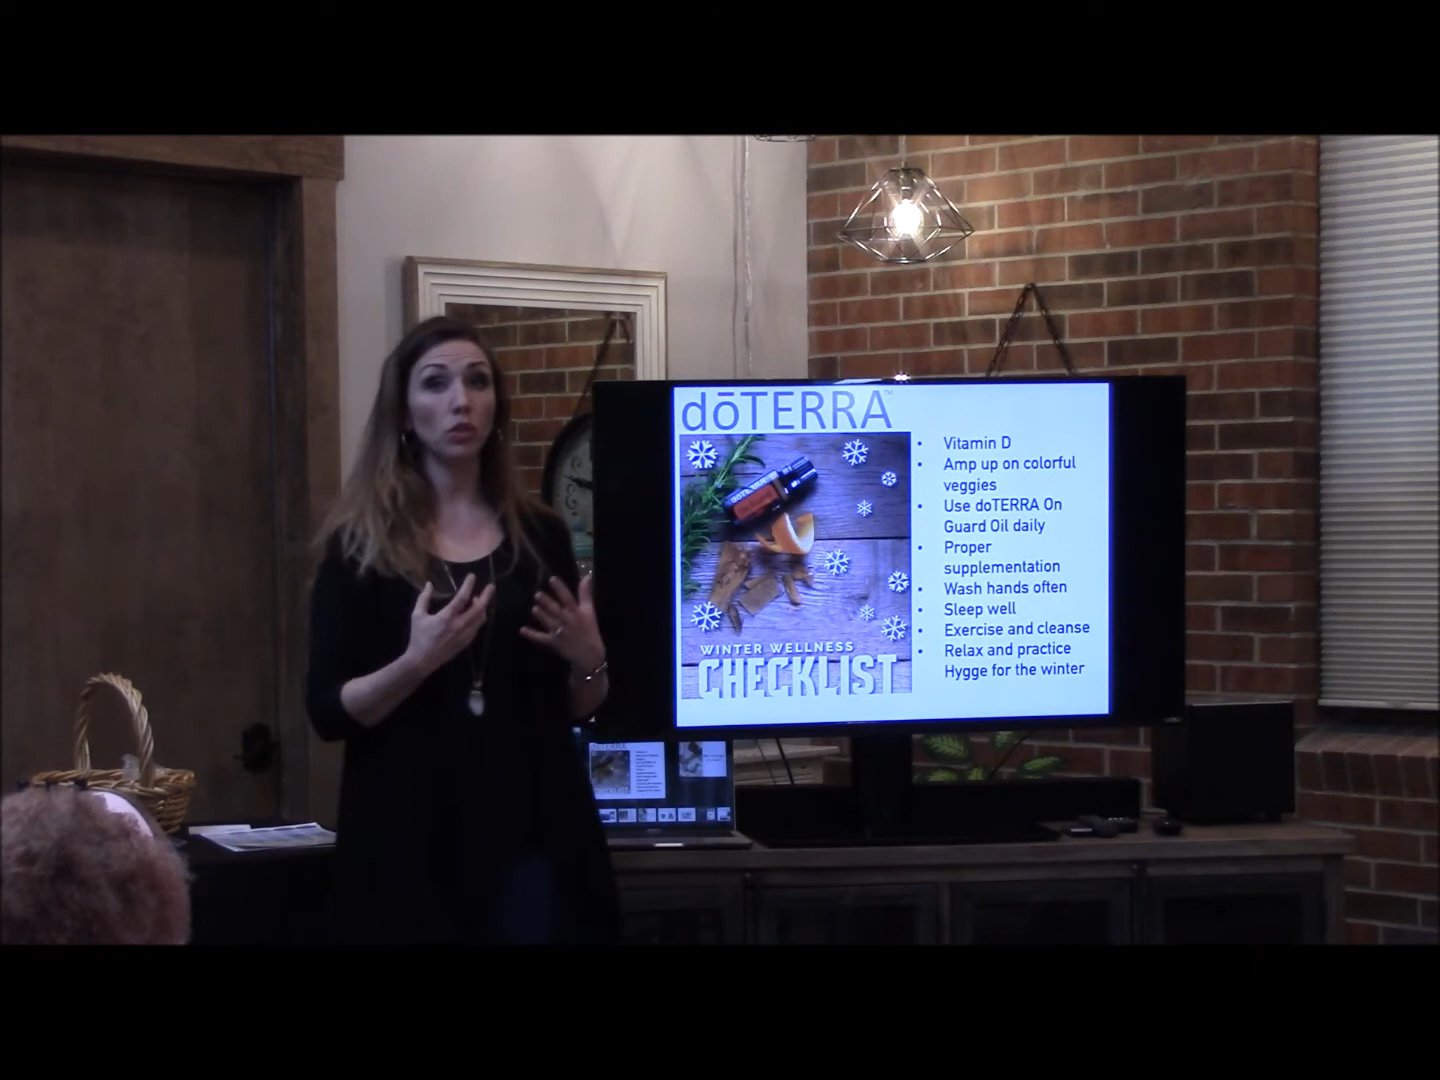 dōTERRA™
WINTER WELLNESS
CHECKLIST
• Vitamin D
• Amp up on colorful
veggies
• Use doTERRA On
Guard Oil daily
• Proper
supplementation
• Wash hands often
• Sleep well
• Exercise and cleanse
• Relax and practice
Hygge for the winter